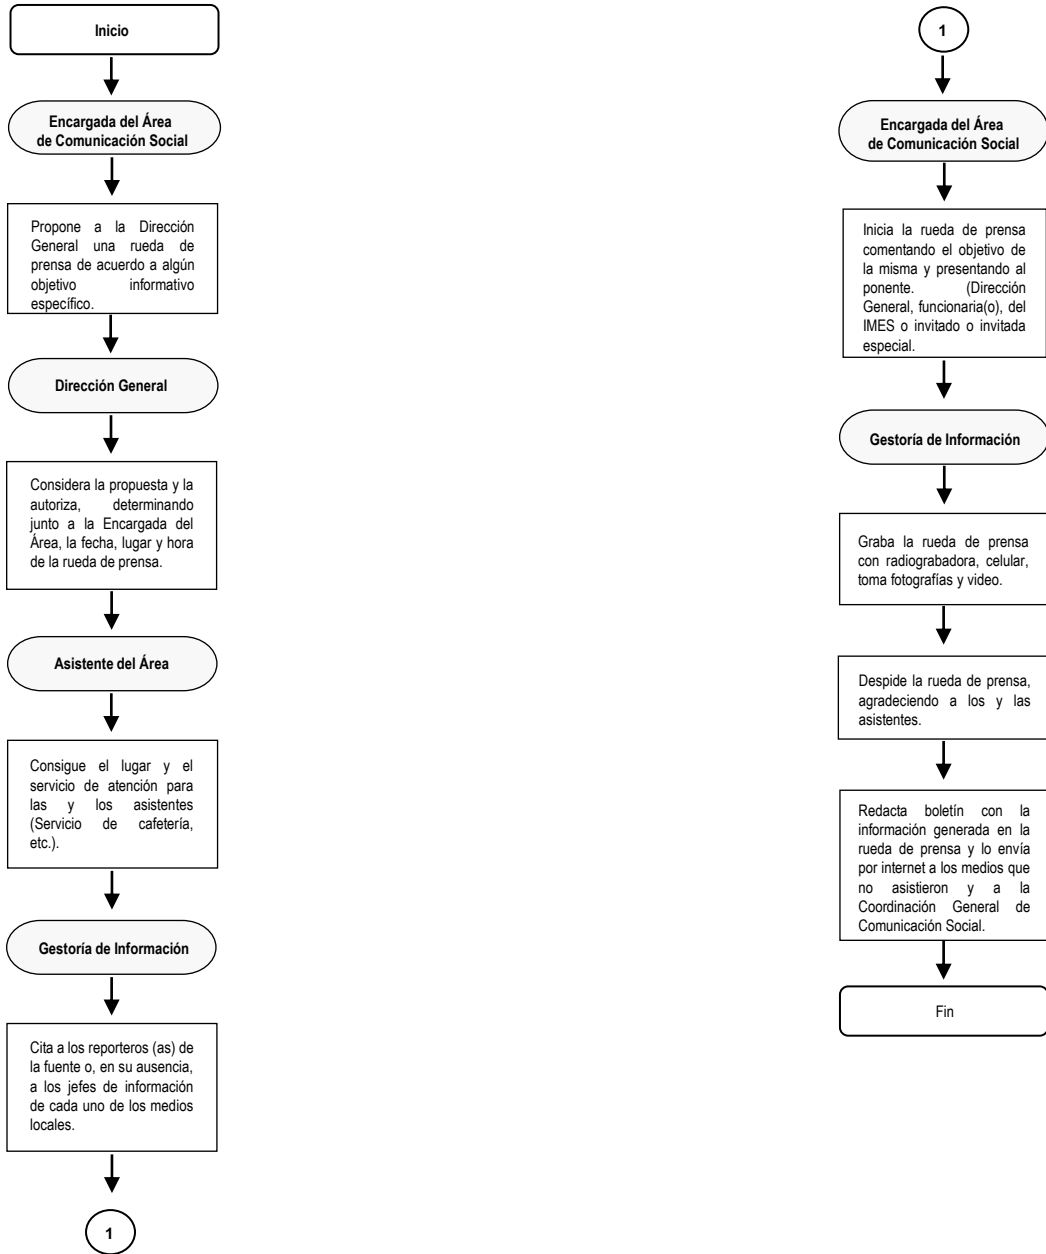 Inicio
Encargada del Área
de Comunicación Social
Propone a la Dirección
General una rueda de
prensa de acuerdo a algún
objetivo informativo
específico.
Dirección General
Considera la propuesta y la
autoriza, determinando
junto a la Encargada del
Área, la fecha, lugar y hora
de la rueda de prensa.
Asistente del Área
Consigue el lugar y el
servicio de atención para
las y los asistentes
(Servicio de cafetería,
etc.).
Gestoría de Información
Cita a los reporteros (as) de
la fuente o, en su ausencia,
a los jefes de información
de cada uno de los medios
locales.
1
1
Encargada del Área
de Comunicación Social
Inicia la rueda de prensa
comentando el objetivo de
la misma y presentando al
ponente. (Dirección
General, funcionaria(o), del
IMES o invitado o invitada
especial.
Gestoría de Información
Graba la rueda de prensa
con radiograbadora, celular,
toma fotografías y video.
Despide la rueda de prensa,
agradeciendo a los y las
asistentes.
Redacta boletín con la
información generada en la
rueda de prensa y lo envía
por internet a los medios que
no asistieron y a la
Coordinación General de
Comunicación Social.
Fin